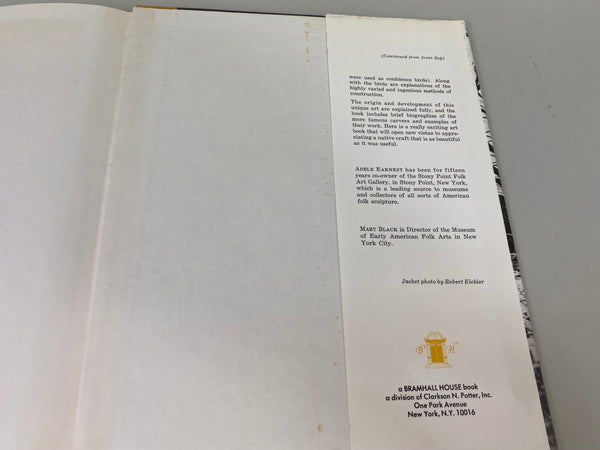 (Continued from front flap)
were used as confidence birds). Along
with the birds are explanations of the
highly varied and ingenious methods of
construction.
The origin and development of this
unique art are explained fully, and the
book includes brief biographies of the
more famous carvers and examples of
their work. Here is a really exciting art
book that will open new vistas to appre-
ciating a native craft that is as beautiful
as it was useful.
ADELE EARNEST has been for fifteen
years co-owner of the Stony Point Folk
Art Gallery, in Stony Point, New York,
which is a leading source to museums
and collectors of all sorts of American
folk sculpture.
MARY BLACK is Director of the Museum
of Early American Folk Arts in New
York City.
Jacket photo by Robert Eichler
B H
a BRAMHALL HOUSE book
a division of Clarkson N. Potter, Inc.
One Park Avenue
New York, N.Y. 10016